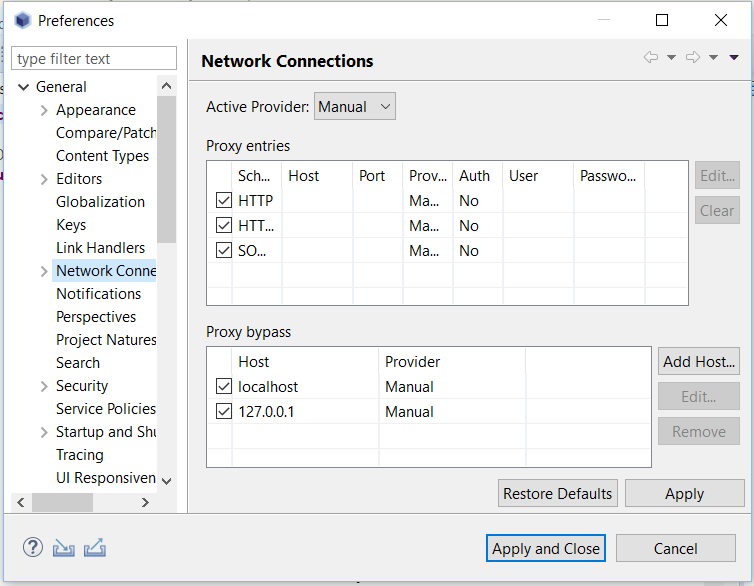 Preferences
type filter text
General
Appearance
Compare/Patch
Content Types
Editors
Globalization
Keys
Link Handlers
Network Conne
Notifications
Perspectives
Project Natures
Search
Security
Service Policies
Startup and Shu
Tracing
UI Responsiven
Network Connections
Active Provider: Manual
Proxy entries
Sch... Host Port Prov... Auth User Passwo...
HTTP Ma... No
HTT... Ma... No
SO... Ma... No
Edit...
Clear
Proxy bypass
Host Provider
localhost Manual
127.0.0.1 Manual
Add Host...
Edit...
Remove
Restore Defaults Apply
Apply and Close Cancel